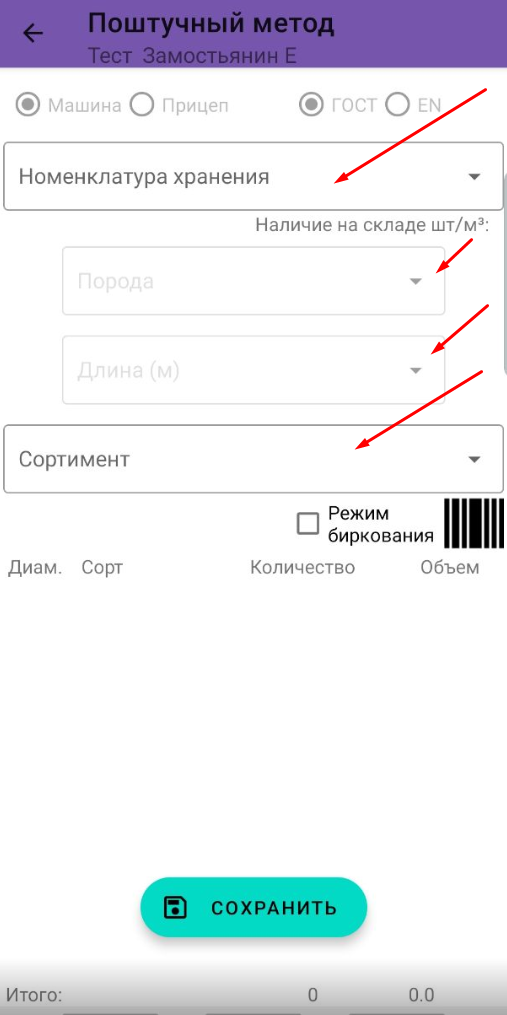 Поштучный метод
Тест Замостьянин Е
Машина Прицеп ГОСТ EN
Номенклатура хранения
Наличие на складе шт/м³:
Порода
Длина (м)
Сортимент
Режим
биркования
Диам. Сорт Количество Объем
СОХРАНИТЬ
Итого: 0 0.0